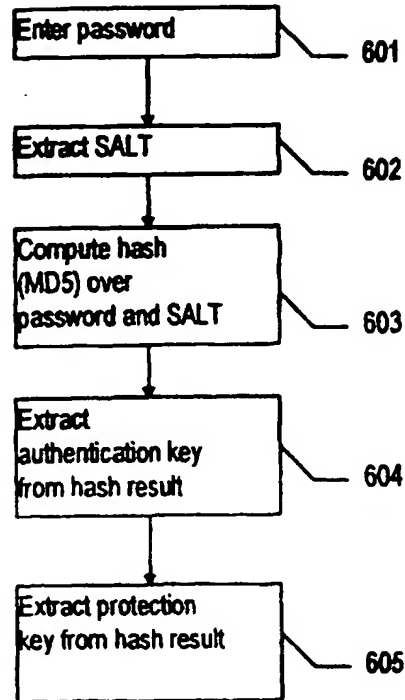 Enter password
601
Extract SALT
602
Compute hash
(MD5) over
password and SALT
603
Extract
authentication key
from hash result
604
Extract protection
key from hash result
605